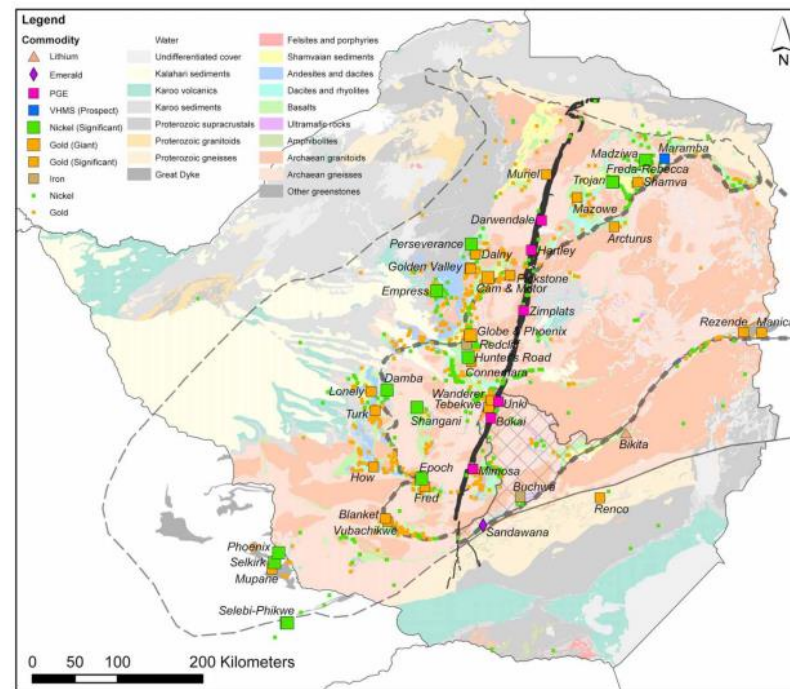 Legend
Commodity
Lithium
Emerald
PGE
VHMS (Prospect)
Nickel (Significant)
Gold (Giant)
Gold (Significant)
Iron
Nickel
Gold
Water
Undifferentiated cover
Kalahari sediments
Karoo volcanics
Karoo sediments
Proterozoic supracrustals
Proterozoic granitoids
Proterozoic gneisses
Great Dyke
Felsites and porphyries
Shamvaian sediments
Andesites and dacites
Dacites and rhyolites
Basalts
Ultramafic rocks
Amphibolites
Archaean granitoids
Archaean gneisses
Other greenstones
N
Maramba
Madziwa
Freda-Rebecca
Muriel
Trojan
Shamva
Mazowe
Darwendale
Arcturus
Perseverance
Dalny
Hartley
Golden Valley
Cam & Motor
Empress
Zimplats
Globe & Phoenix
Rezende
Manica
Redcliff
Hunters Road
Connemara
Damba
Lonely
Wanderer
Tebekwe
Unki
Turk
Shangani
Bokai
Bikita
How
Epoch
Mimosa
Fred
Buchwa
Renco
Blanket
Vubachikwe
Sandawana
Phoenix
Selkirk
Mupane
Selebi-Phikwe
0 50 100 200 Kilometers